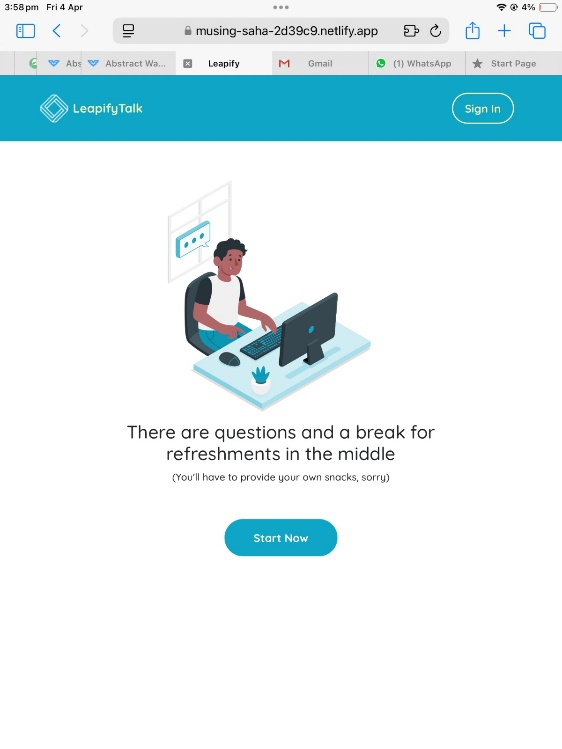 3:58 pm Fri 4 Apr
4%
musing-saha-2d39c9.netlify.app
Abs
Abstract Wa...
Leapify
Gmail
(1) WhatsApp
Start Page
LeapifyTalk
Sign In
There are questions and a break for
refreshments in the middle
(You'll have to provide your own snacks, sorry)
Start Now